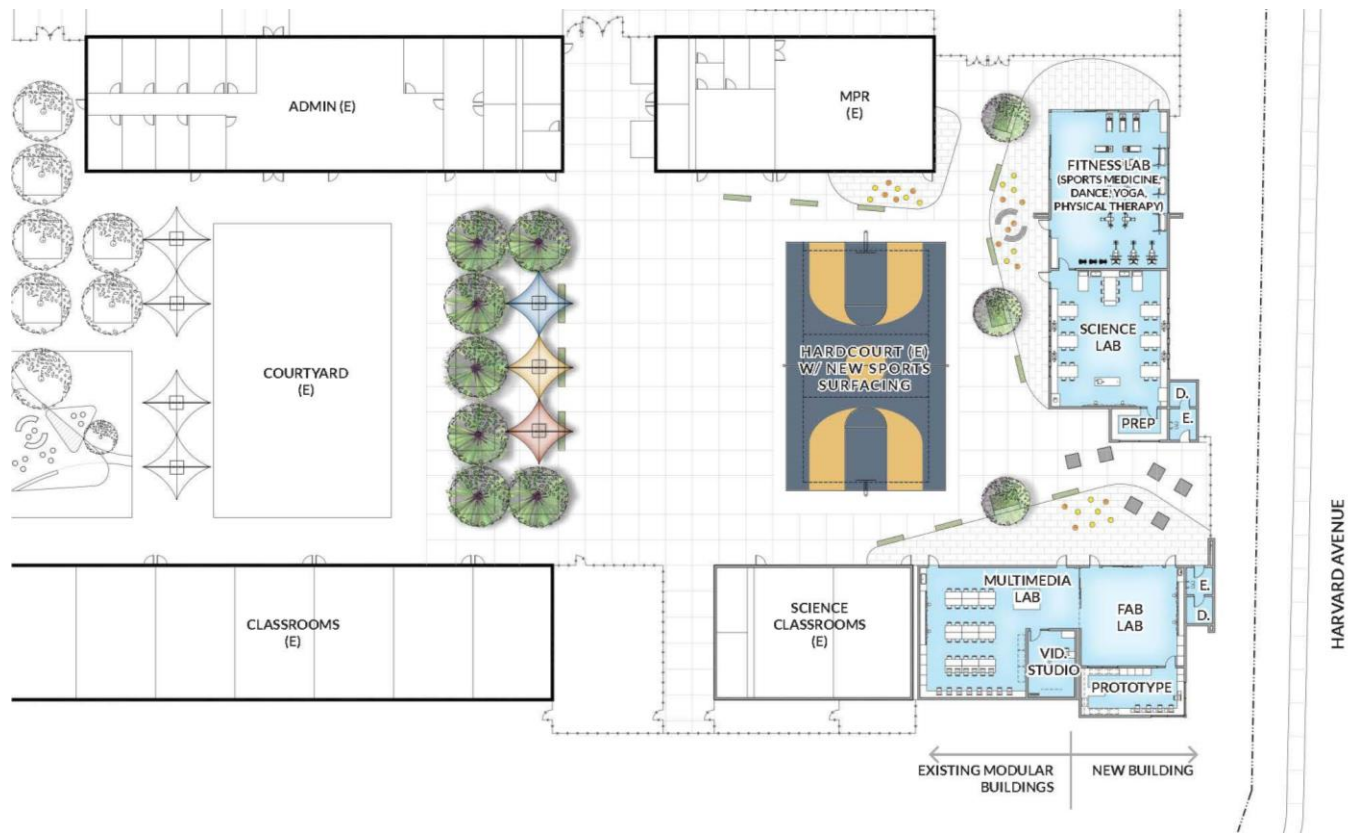 ADMIN (E)
MPR
(E)
FITNESS LAB
(SPORTS MEDICINE,
DANCE, YOGA,
PHYSICAL THERAPY)
COURTYARD
(E)
HARDCOURT (E)
W/ NEW SPORTS
SURFACING
SCIENCE
LAB
D.
E.
PREP
HARVARD AVENUE
CLASSROOMS
(E)
SCIENCE
CLASSROOMS
(E)
MULTIMEDIA
LAB
VID.
STUDIO
FAB
LAB
E.
D.
PROTOTYPE
EXISTING MODULAR
BUILDINGS
NEW BUILDING